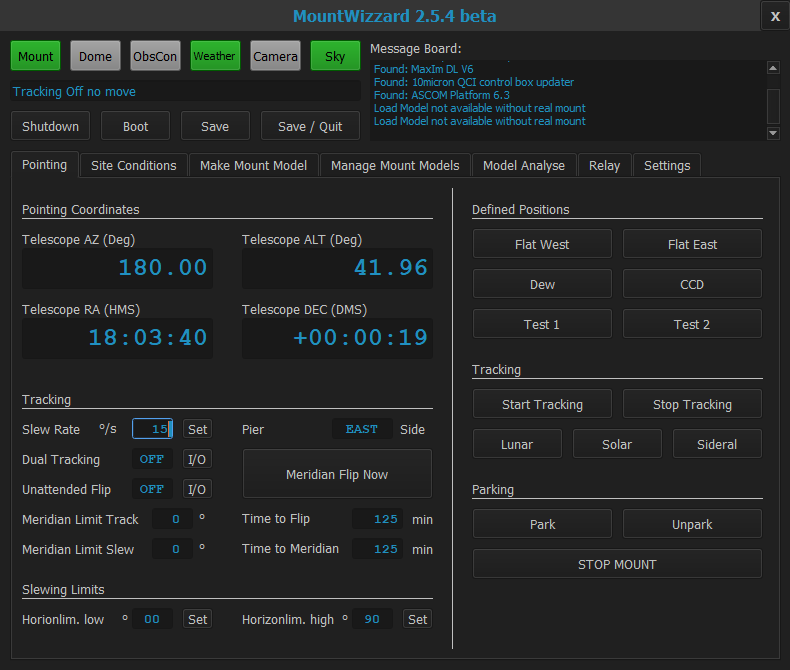 MountWizzard 2.5.4 beta
X
Mount Dome ObsCon Weather Camera Sky
Message Board:
Found: MaxIm DL V6
Found: 10micron QCI control box updater
Found: ASCOM Platform 6.3
Load Model not available without real mount
Load Model not available without real mount
Tracking Off no move
Shutdown Boot Save Save / Quit
Pointing Site Conditions Make Mount Model Manage Mount Models Model Analyse Relay Settings
Pointing Coordinates
Telescope AZ (Deg) Telescope ALT (Deg)
180.00 41.96
Telescope RA (HMS) Telescope DEC (DMS)
18:03:40 +00:00:19
Tracking
Slew Rate °/s 15 Set Pier EAST Side
Dual Tracking OFF I/O
Unattended Flip OFF I/O
Meridian Flip Now
Meridian Limit Track 0 ° Time to Flip 125 min
Meridian Limit Slew 0 ° Time to Meridian 125 min
Slewing Limits
Horionlim. low ° 00 Set Horizonlim. high ° 90 Set
Defined Positions
Flat West Flat East
Dew CCD
Test 1 Test 2
Tracking
Start Tracking Stop Tracking
Lunar Solar Sideral
Parking
Park Unpark
STOP MOUNT